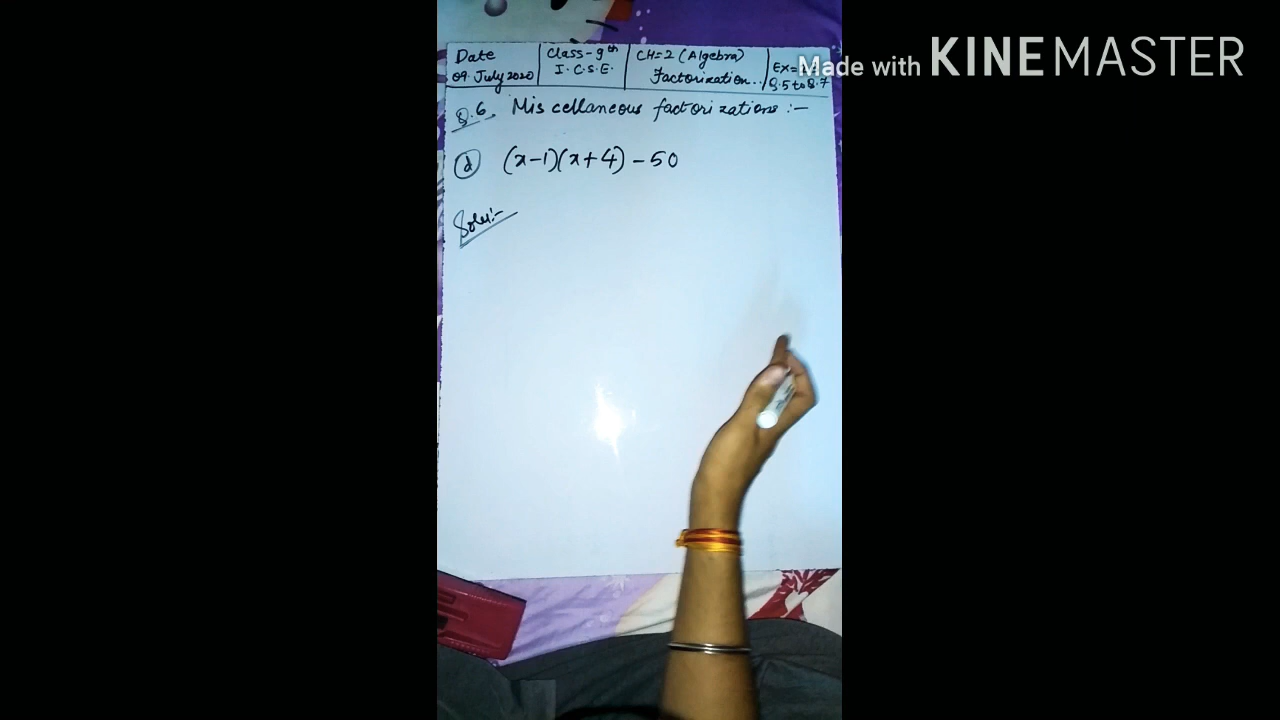 Made with KINEMASTER
Date
09. July 2020
Class - 9th
I.C.S.E.
CH=2 (Algebra)
Factorization..
EX=
Q.5 to Q.7
Q.6. Miscellaneous factorizations :-
(d) (x-1)(x+4) - 50
Soln:-